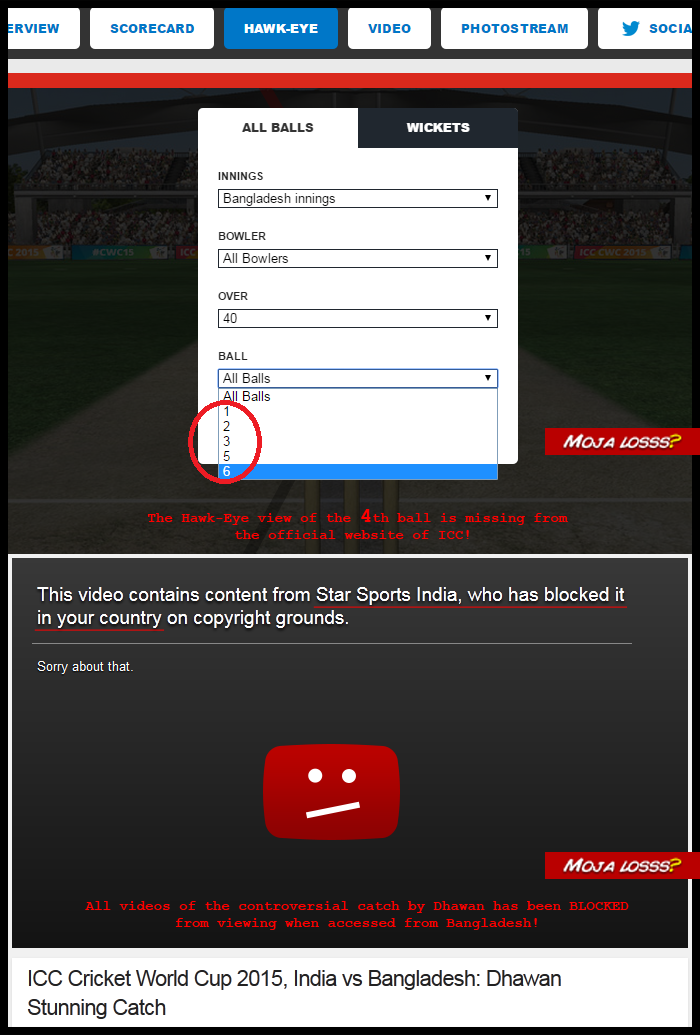 ERVIEW SCORECARD HAWK-EYE VIDEO PHOTOSTREAM SOCIA
ALL BALLS WICKETS
INNINGS
Bangladesh innings
BOWLER
All Bowlers
C 2015 #CWC15 ICC C 2015 ICC CWC 2015
OVER
40
BALL
All Balls
All Balls
1
2
3
5
6
MOJA LOSSS?
The Hawk-Eye view of the 4th ball is missing from
the official website of ICC!
This video contains content from Star Sports India, who has blocked it
in your country on copyright grounds.
Sorry about that.
MOJA LOSSS?
All videos of the controversial catch by Dhawan has been BLOCKED
from viewing when accessed from Bangladesh!
ICC Cricket World Cup 2015, India vs Bangladesh: Dhawan
Stunning Catch